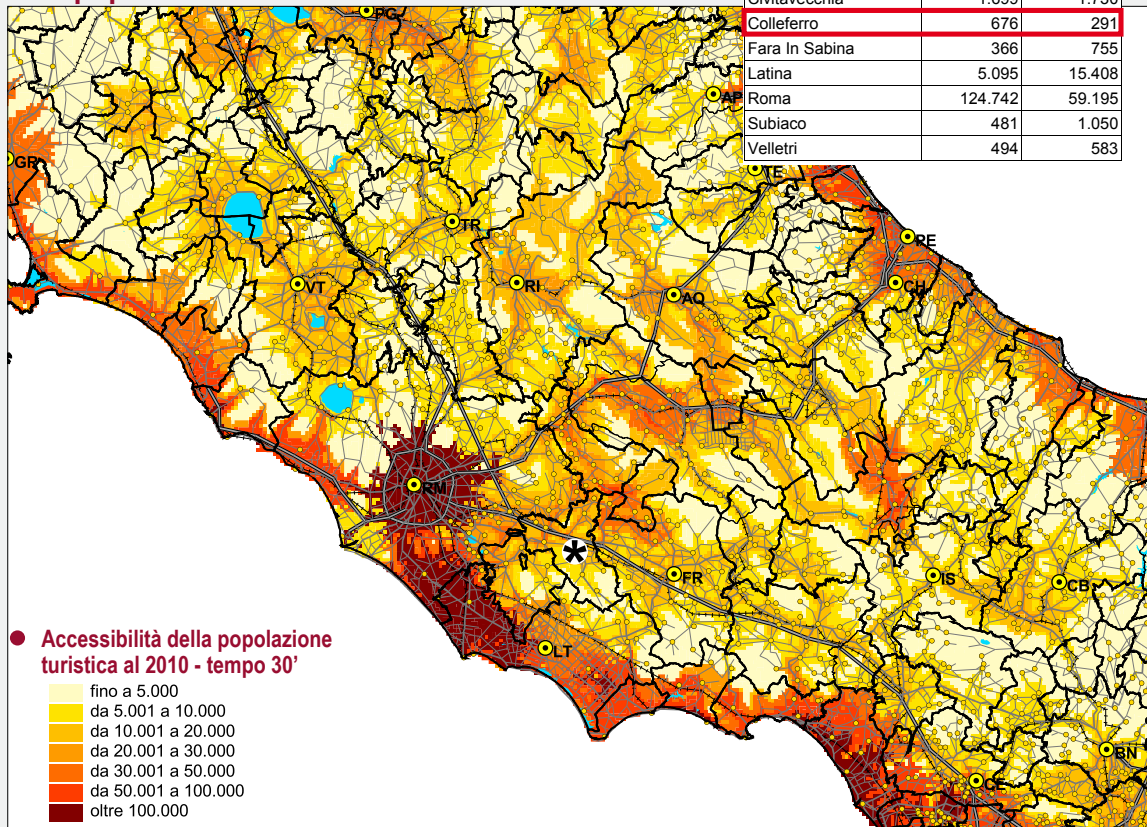 PG
Colleferro 676 291
Fara In Sabina 366 755
Latina 5.095 15.408
Roma 124.742 59.195
Subiaco 481 1.050
Velletri 494 583
AP
GR
TE
TR
PE
VT
RI
AQ
CH
RM
*
FR
IS
CB
LT
BN
CE
● Accessibilità della popolazione
turistica al 2010 - tempo 30'
fino a 5.000
da 5.001 a 10.000
da 10.001 a 20.000
da 20.001 a 30.000
da 30.001 a 50.000
da 50.001 a 100.000
oltre 100.000